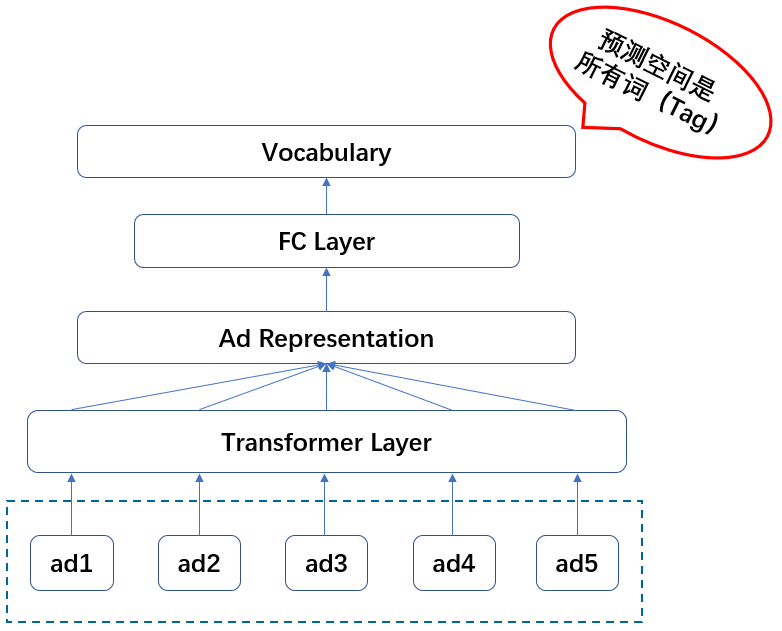 预测空间是
所有词（Tag）
Vocabulary
FC Layer
Ad Representation
Transformer Layer
ad1 ad2 ad3 ad4 ad5